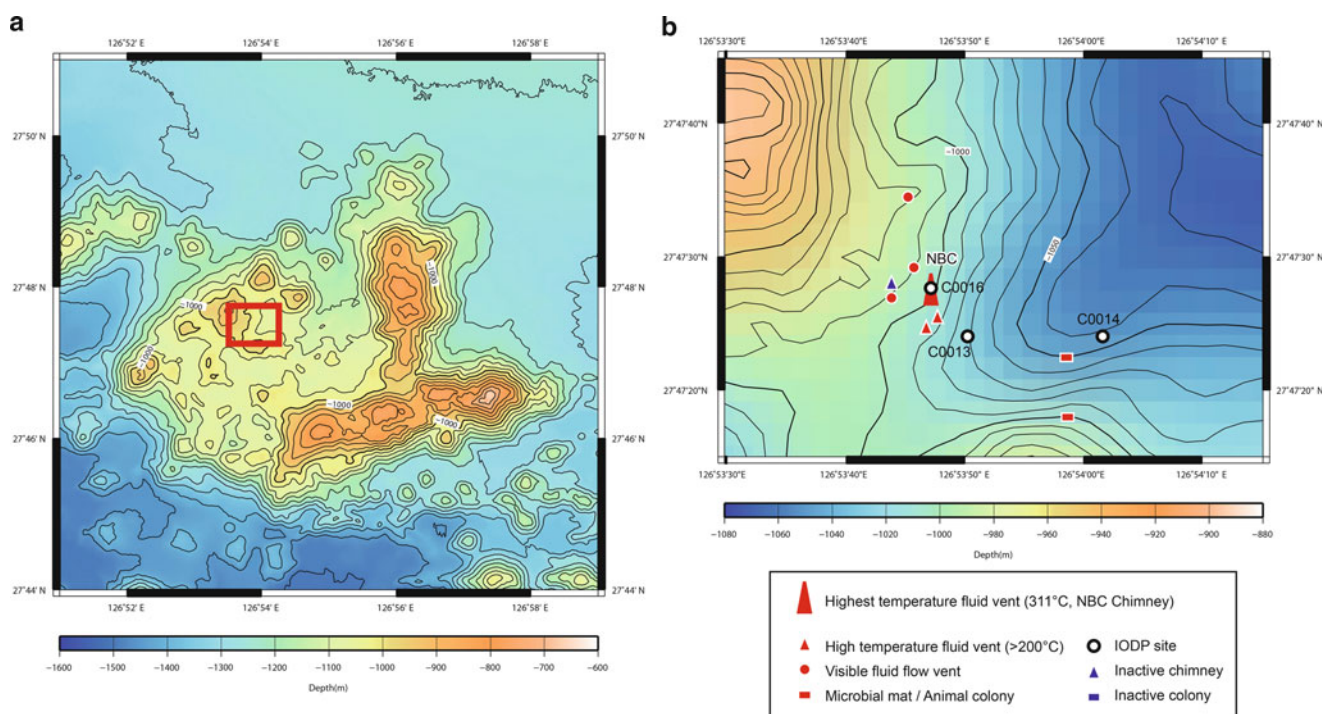 a
126°52' E 126°54' E 126°56' E 126°58' E
27°50' N 27°50' N
27°48' N 27°48' N
27°46' N 27°46' N
27°44' N 27°44' N
−1000
−1000
−1000
−1000
−1000
126°52' E 126°54' E 126°56' E 126°58' E
−1600 −1500 −1400 −1300 −1200 −1100 −1000 −900 −800 −700 −600
Depth(m)
b
126°53'30" E 126°53'40" E 126°53'50" E 126°54'00" E 126°54'10" E
27°47'40" N 27°47'40" N
27°47'30" N 27°47'30" N
27°47'20" N 27°47'20" N
−1000
−1050
NBC
C0016
C0014
C0013
126°53'30" E 126°53'40" E 126°53'50" E 126°54'00" E 126°54'10" E
−1080 −1060 −1040 −1020 −1000 −980 −960 −940 −920 −900 −880
Depth(m)
Highest temperature fluid vent (311°C, NBC Chimney)
High temperature fluid vent (>200°C) IODP site
Visible fluid flow vent Inactive chimney
Microbial mat / Animal colony Inactive colony